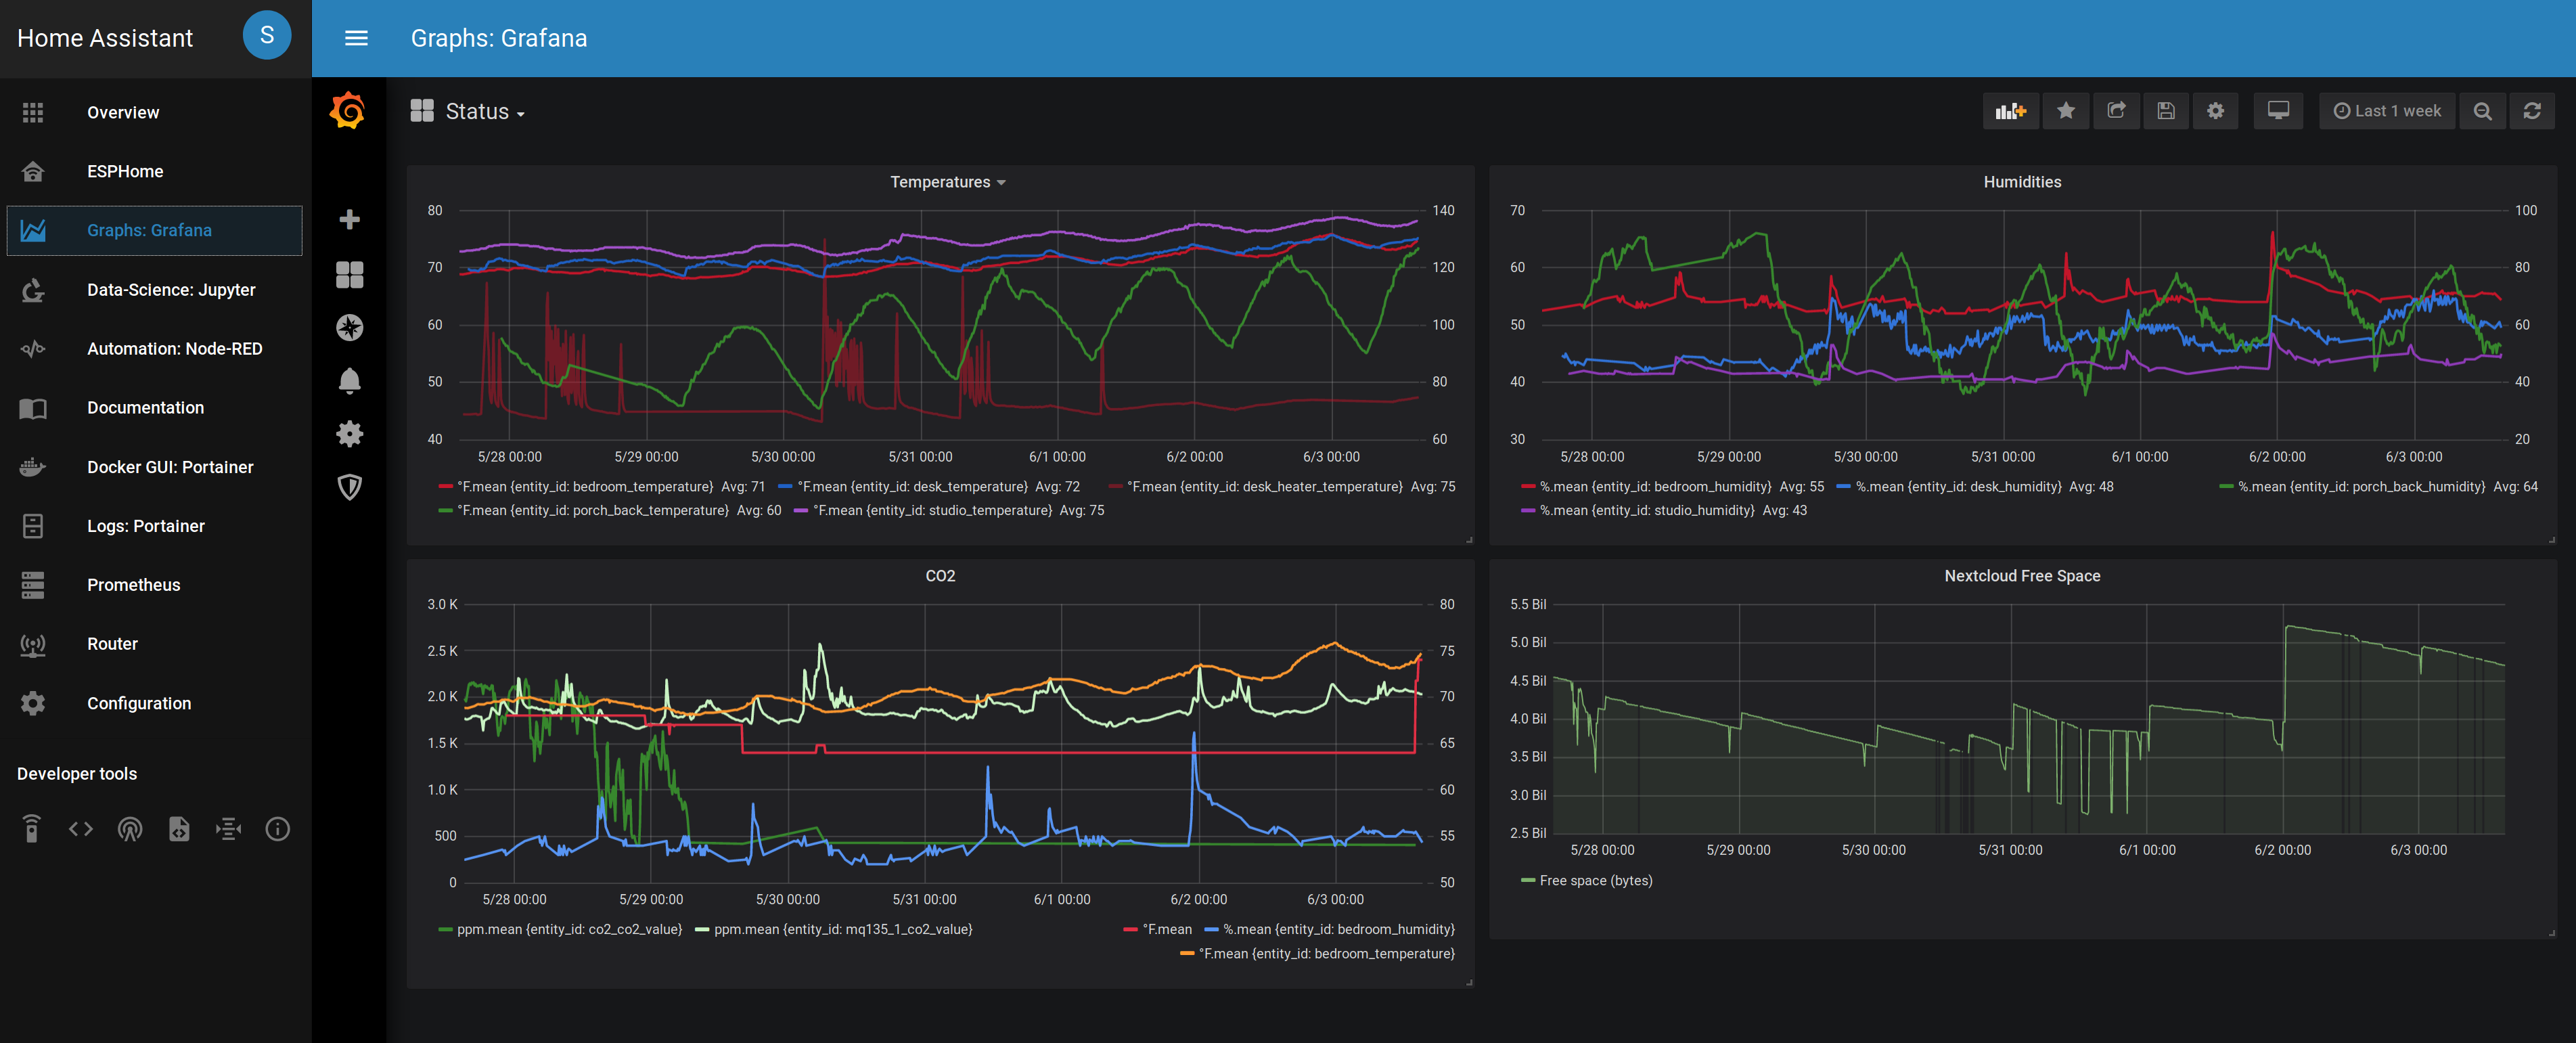 Home Assistant
S
Graphs: Grafana
Overview
ESPHome
Graphs: Grafana
Data-Science: Jupyter
Automation: Node-RED
Documentation
Docker GUI: Portainer
Logs: Portainer
Prometheus
Router
Configuration
Developer tools
Status
Last 1 week
Temperatures
80 140
70 120
60 100
50 80
40 60
5/28 00:00 5/29 00:00 5/30 00:00 5/31 00:00 6/1 00:00 6/2 00:00 6/3 00:00
°F.mean {entity_id: bedroom_temperature} Avg: 71 °F.mean {entity_id: desk_temperature} Avg: 72 °F.mean {entity_id: desk_heater_temperature} Avg: 75
°F.mean {entity_id: porch_back_temperature} Avg: 60 °F.mean {entity_id: studio_temperature} Avg: 75
Humidities
70 100
60 80
50 60
40 40
30 20
5/28 00:00 5/29 00:00 5/30 00:00 5/31 00:00 6/1 00:00 6/2 00:00 6/3 00:00
%.mean {entity_id: bedroom_humidity} Avg: 55 %.mean {entity_id: desk_humidity} Avg: 48 %.mean {entity_id: porch_back_humidity} Avg: 64
%.mean {entity_id: studio_humidity} Avg: 43
CO2
3.0 K 80
2.5 K 75
2.0 K 70
1.5 K 65
1.0 K 60
500 55
0 50
5/28 00:00 5/29 00:00 5/30 00:00 5/31 00:00 6/1 00:00 6/2 00:00 6/3 00:00
ppm.mean {entity_id: co2_co2_value} ppm.mean {entity_id: mq135_1_co2_value} °F.mean %.mean {entity_id: bedroom_humidity}
°F.mean {entity_id: bedroom_temperature}
Nextcloud Free Space
5.5 Bil
5.0 Bil
4.5 Bil
4.0 Bil
3.5 Bil
3.0 Bil
2.5 Bil
5/28 00:00 5/29 00:00 5/30 00:00 5/31 00:00 6/1 00:00 6/2 00:00 6/3 00:00
Free space (bytes)